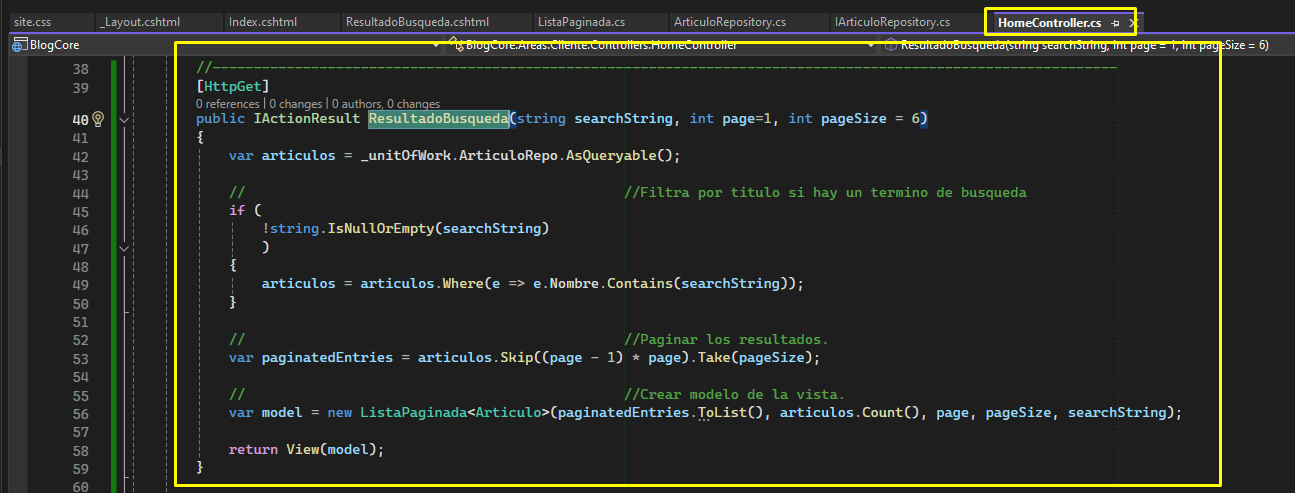 site.css _Layout.cshtml Index.cshtml ResultadoBusqueda.cshtml ListaPaginada.cs ArticuloRepository.cs IArticuloRepository.cs HomeController.cs
BlogCore BlogCore.Areas.Cliente.Controllers.HomeController ResultadoBusqueda(string searchString, int page = 1, int pageSize = 6)
38 //--------------------------------------------------------------------------------------------------------------
39 [HttpGet]
0 references | 0 changes | 0 authors, 0 changes
40 public IActionResult ResultadoBusqueda(string searchString, int page=1, int pageSize = 6)
41 {
42 var articulos = _unitOfWork.ArticuloRepo.AsQueryable();
43
44 // //Filtra por titulo si hay un termino de busqueda
45 if (
46 !string.IsNullOrEmpty(searchString)
47 )
48 {
49 articulos = articulos.Where(e => e.Nombre.Contains(searchString));
50 }
51
52 // //Paginar los resultados.
53 var paginatedEntries = articulos.Skip((page - 1) * page).Take(pageSize);
54
55 // //Crear modelo de la vista.
56 var model = new ListaPaginada<Articulo>(paginatedEntries.ToList(), articulos.Count(), page, pageSize, searchString);
57
58 return View(model);
59 }
60